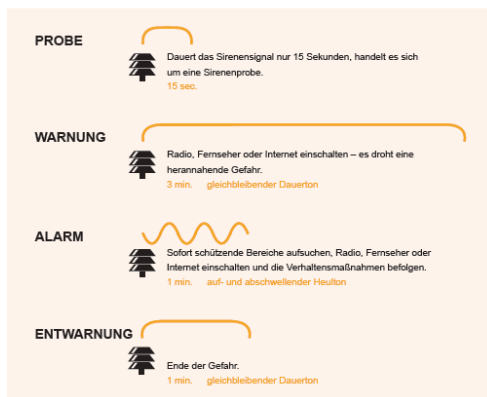 PROBE
Dauert das Sirenensignal nur 15 Sekunden, handelt es sich
um eine Sirenenprobe.
15 sec.
WARNUNG
Radio, Fernseher oder Internet einschalten – es droht eine
herannahende Gefahr.
3 min. gleichbleibender Dauerton
ALARM
Sofort schützende Bereiche aufsuchen, Radio, Fernseher oder
Internet einschalten und die Verhaltensmaßnahmen befolgen.
1 min. auf- und abschwellender Heulton
ENTWARNUNG
Ende der Gefahr.
1 min. gleichbleibender Dauerton